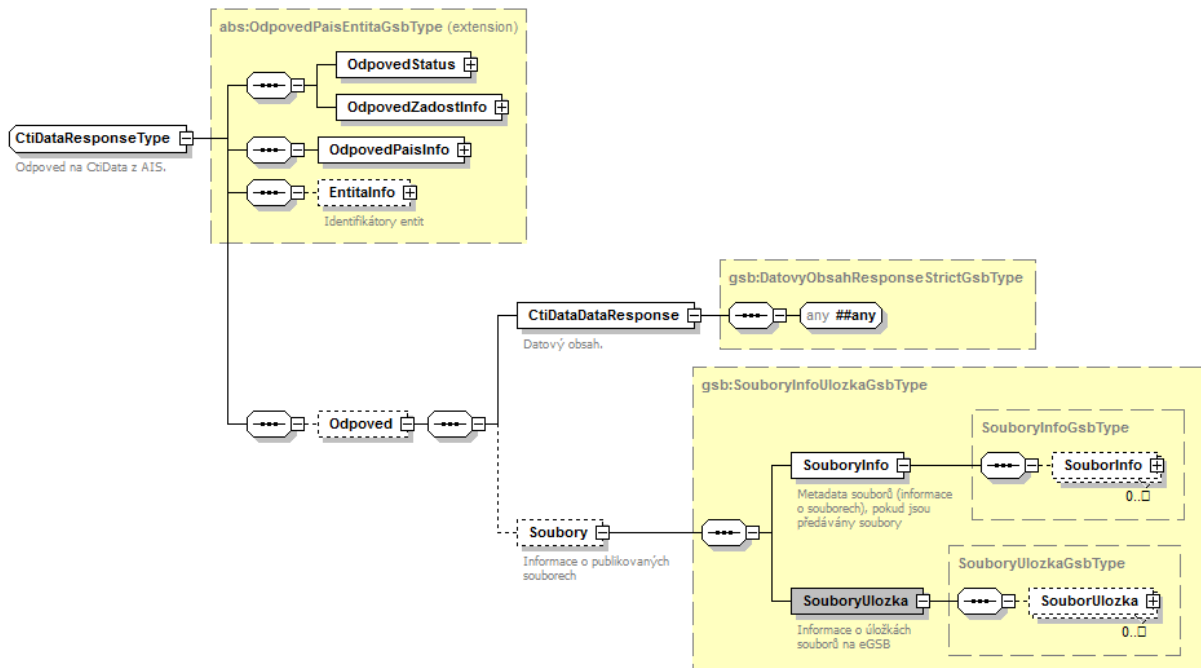 abs:OdpovedPaisEntitaGsbType (extension)
OdpovedStatus
OdpovedZadostInfo
CtiDataResponseType
Odpoved na CtiData z AIS.
OdpovedPaisInfo
EntitaInfo
Identifikátory entit
gsb:DatovyObsahResponseStrictGsbType
CtiDataDataResponse
any ##any
Datový obsah.
gsb:SouboryInfoUlozkaGsbType
Odpoved
SouboryInfoGsbType
SouboryInfo
SouborInfo
Metadata souborů (informace
o souborech), pokud jsou
předávány soubory
0..□
Soubory
Informace o publikovaných
souborech
SouboryUlozkaGsbType
SouboryUlozka
SouborUlozka
Informace o úložkách
souborů na eGSB
0..□